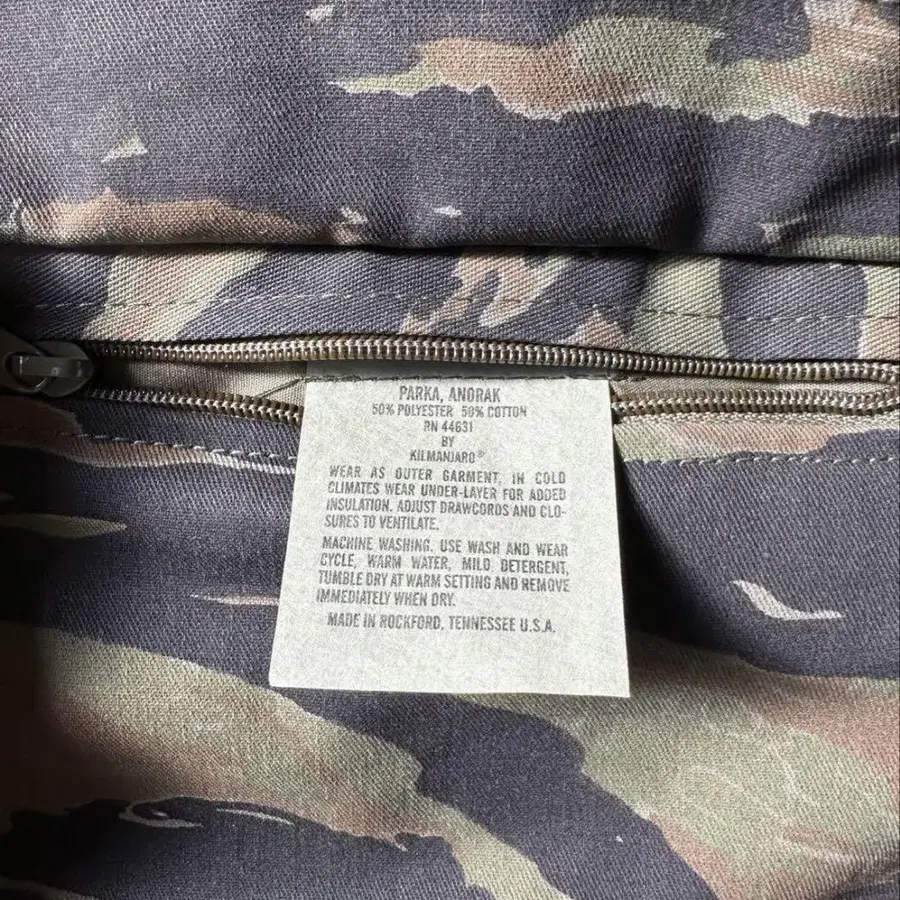 PARKA, ANORAK
50% POLYESTER 50% COTTON
RN 44631
BY
KILMANJARO®
WEAR AS OUTER GARMENT, IN COLD
CLIMATES WEAR UNDER-LAYER FOR ADDED
INSULATION. ADJUST DRAWCORDS AND CLO-
SURES TO VENTILATE.
MACHINE WASHING. USE WASH AND WEAR
CYCLE, WARM WATER, MILD DETERGENT,
TUMBLE DRY AT WARM SETTING AND REMOVE
IMMEDIATELY WHEN DRY.
MADE IN ROCKFORD, TENNESSEE U.S.A.